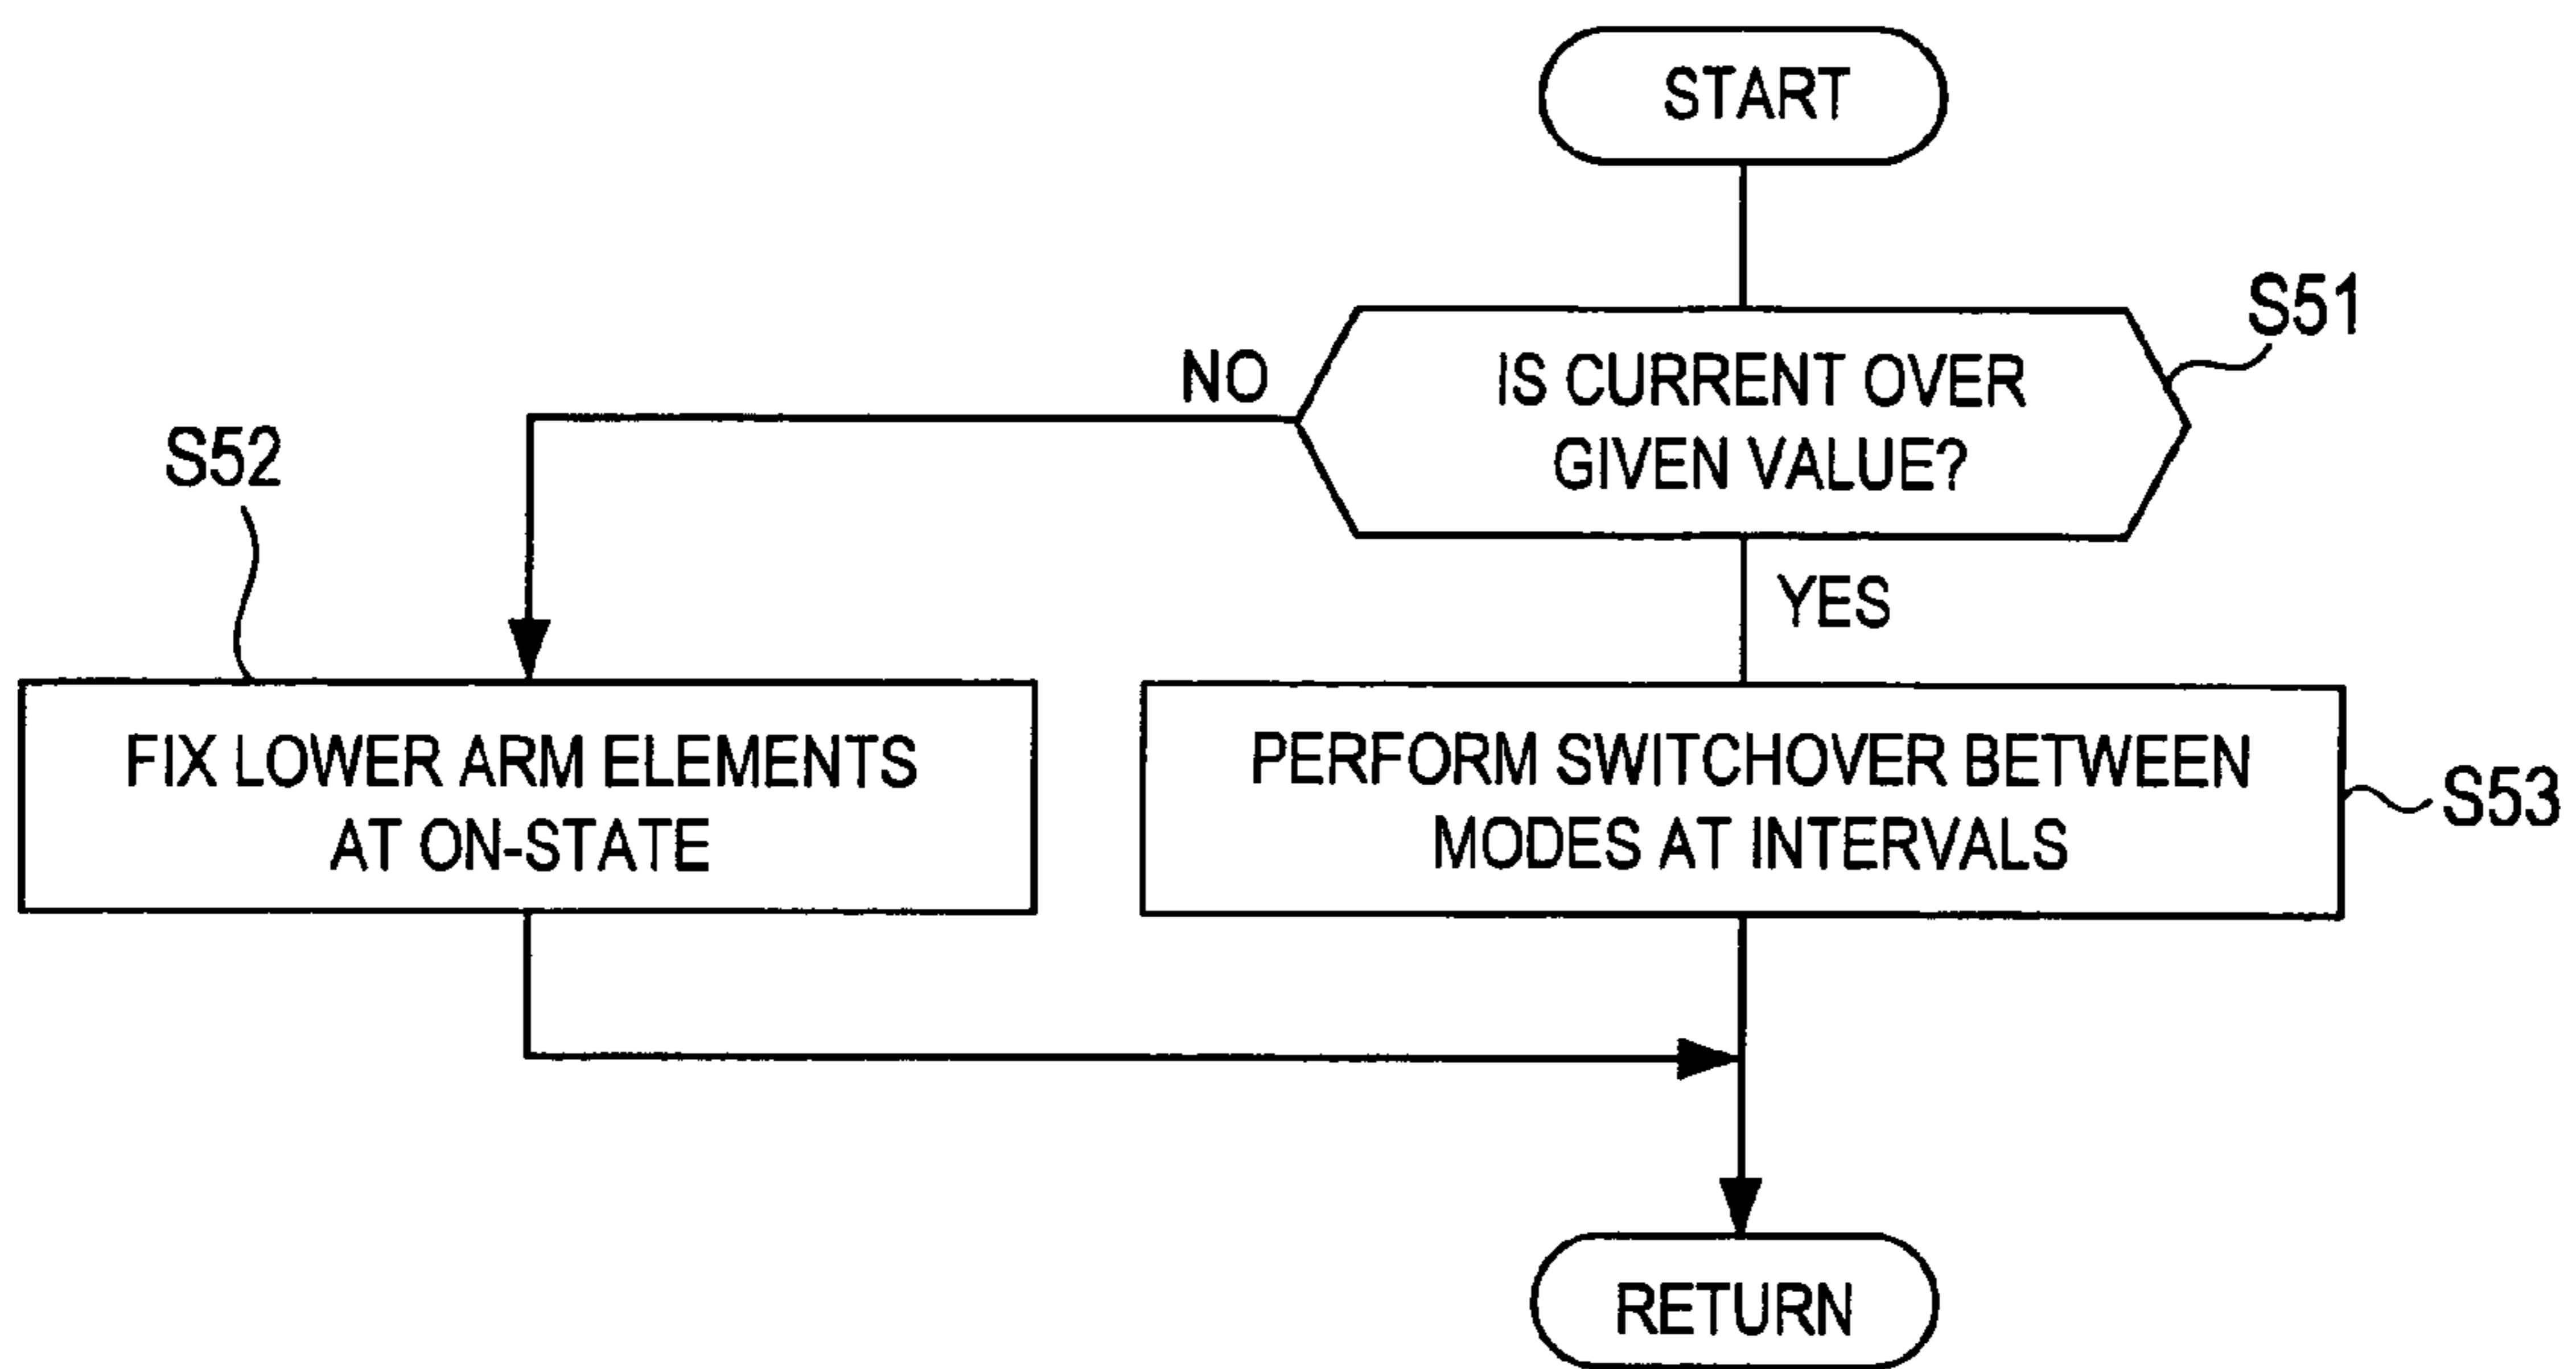 START
IS CURRENT OVER
GIVEN VALUE?
S51
NO
YES
S52
FIX LOWER ARM ELEMENTS
AT ON-STATE
PERFORM SWITCHOVER BETWEEN
MODES AT INTERVALS
S53
RETURN